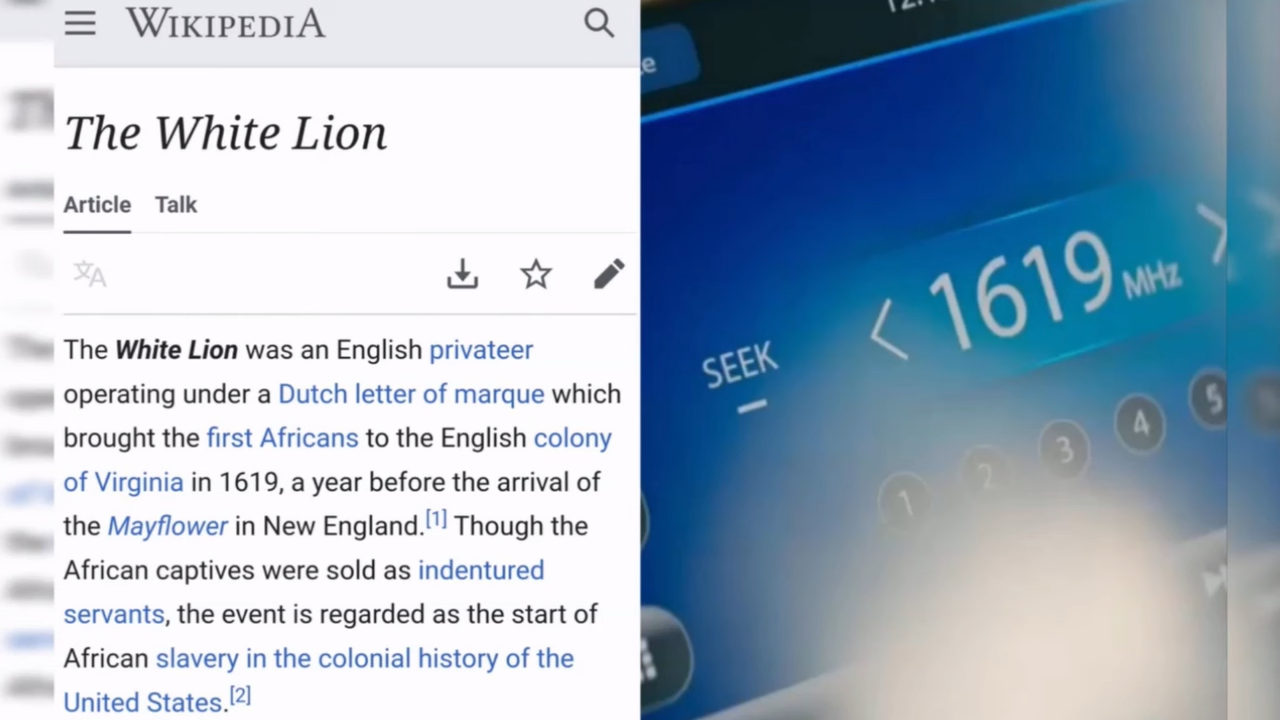 WIKIPEDIA
The White Lion
Article Talk
The White Lion was an English privateer
operating under a Dutch letter of marque which
brought the first Africans to the English colony
of Virginia in 1619, a year before the arrival of
the Mayflower in New England.[1] Though the
African captives were sold as indentured
servants, the event is regarded as the start of
African slavery in the colonial history of the
United States.[2]
SEEK
< 1619 MHz >
1 2 3 4 5